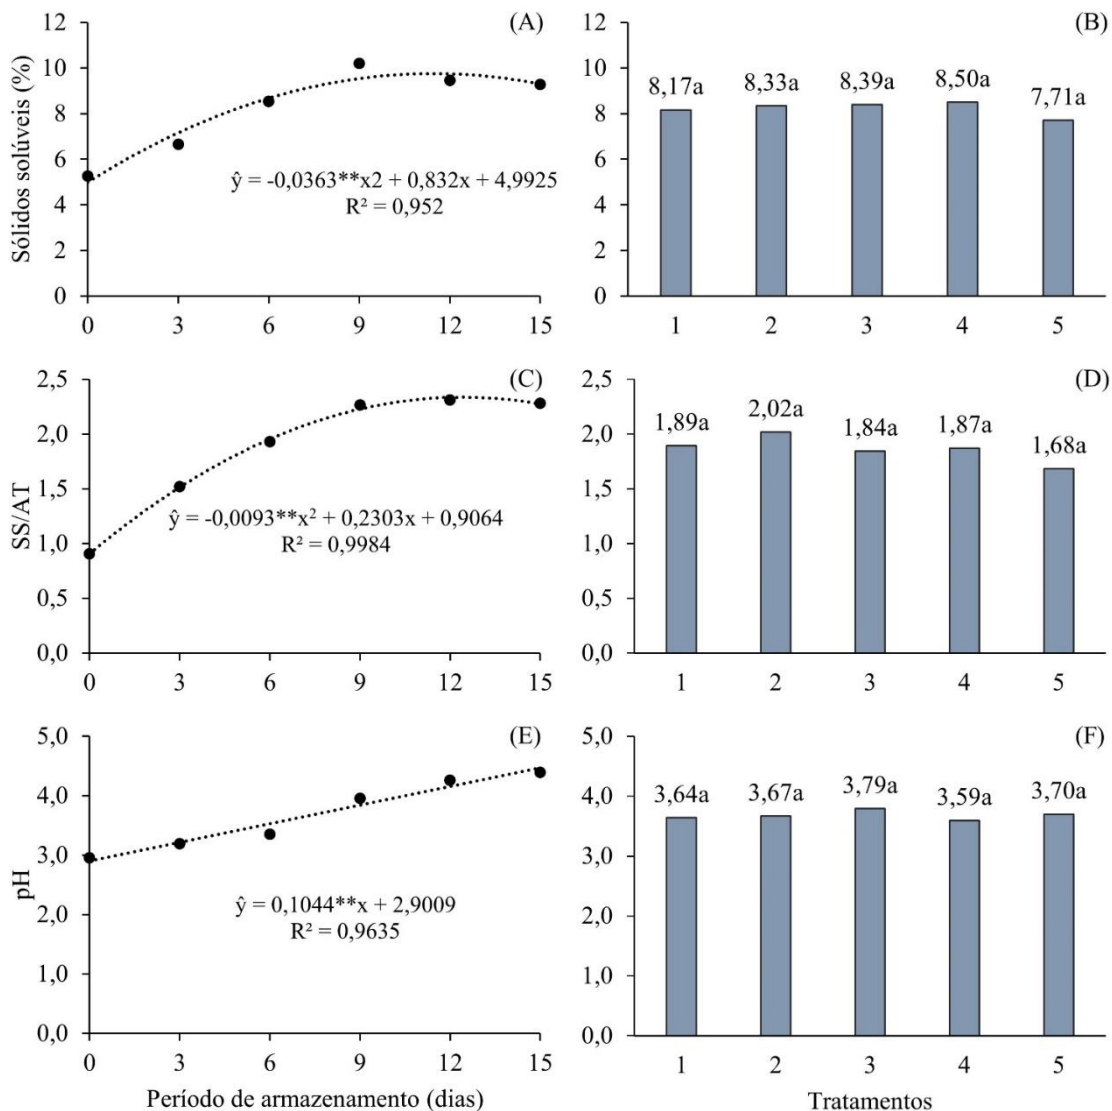 (A)
Sólidos solúveis (%)
12
10
8
6
4
2
0
ŷ = -0,0363**x2 + 0,832x + 4,9925
R² = 0,952
0 3 6 9 12 15
(B)
12
10
8
6
4
2
0
8,17a 8,33a 8,39a 8,50a 7,71a
1 2 3 4 5
(C)
SS/AT
2,5
2,0
1,5
1,0
0,5
0,0
ŷ = -0,0093**x² + 0,2303x + 0,9064
R² = 0,9984
0 3 6 9 12 15
(D)
2,5
2,0
1,5
1,0
0,5
0,0
1,89a 2,02a 1,84a 1,87a 1,68a
1 2 3 4 5
(E)
pH
5,0
4,0
3,0
2,0
1,0
0,0
ŷ = 0,1044**x + 2,9009
R² = 0,9635
0 3 6 9 12 15
Período de armazenamento (dias)
(F)
5,0
4,0
3,0
2,0
1,0
0,0
3,64a 3,67a 3,79a 3,59a 3,70a
1 2 3 4 5
Tratamentos